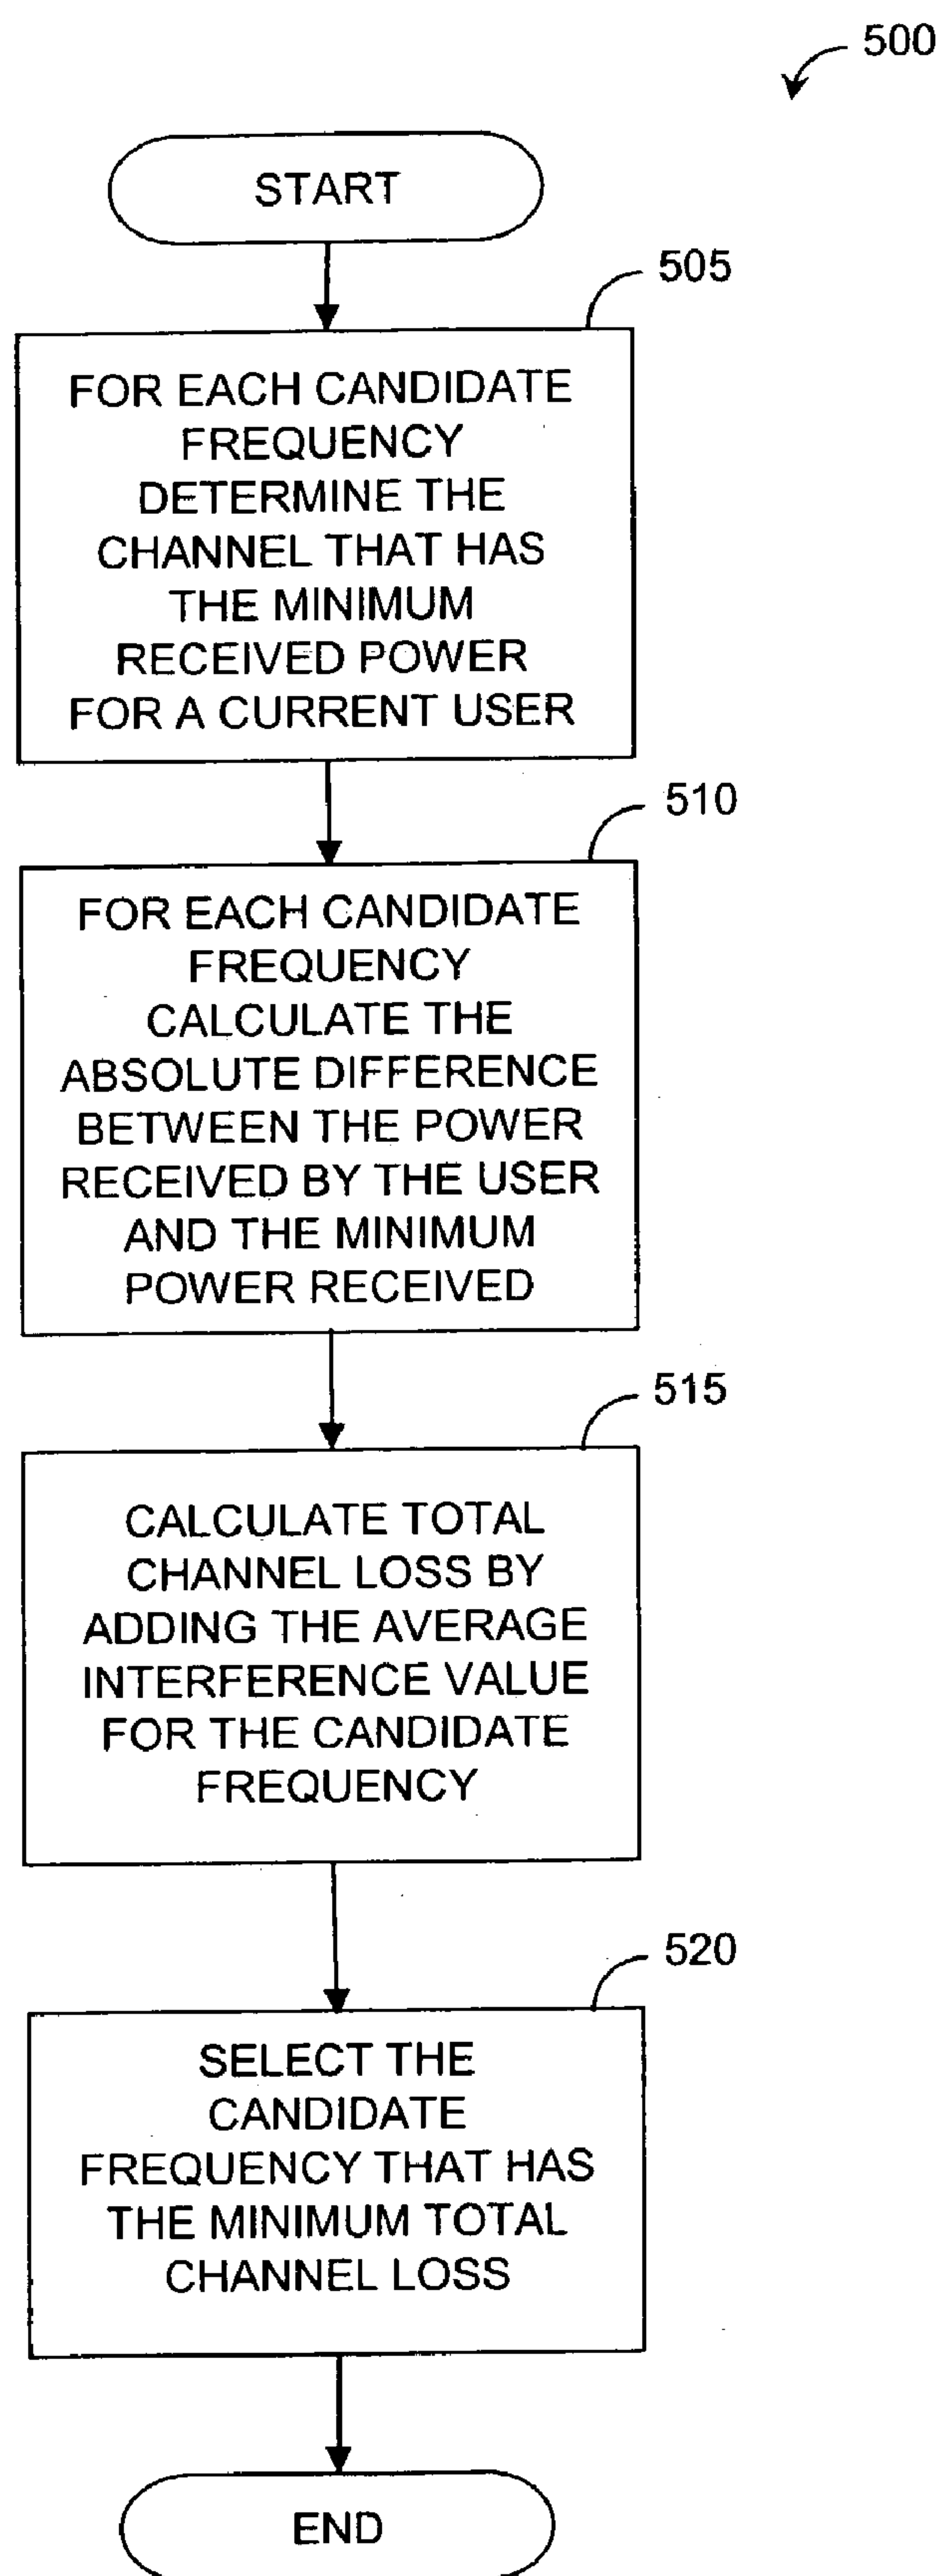 500
START
505
FOR EACH CANDIDATE
FREQUENCY
DETERMINE THE
CHANNEL THAT HAS
THE MINIMUM
RECEIVED POWER
FOR A CURRENT USER
510
FOR EACH CANDIDATE
FREQUENCY
CALCULATE THE
ABSOLUTE DIFFERENCE
BETWEEN THE POWER
RECEIVED BY THE USER
AND THE MINIMUM
POWER RECEIVED
515
CALCULATE TOTAL
CHANNEL LOSS BY
ADDING THE AVERAGE
INTERFERENCE VALUE
FOR THE CANDIDATE
FREQUENCY
520
SELECT THE
CANDIDATE
FREQUENCY THAT HAS
THE MINIMUM TOTAL
CHANNEL LOSS
END